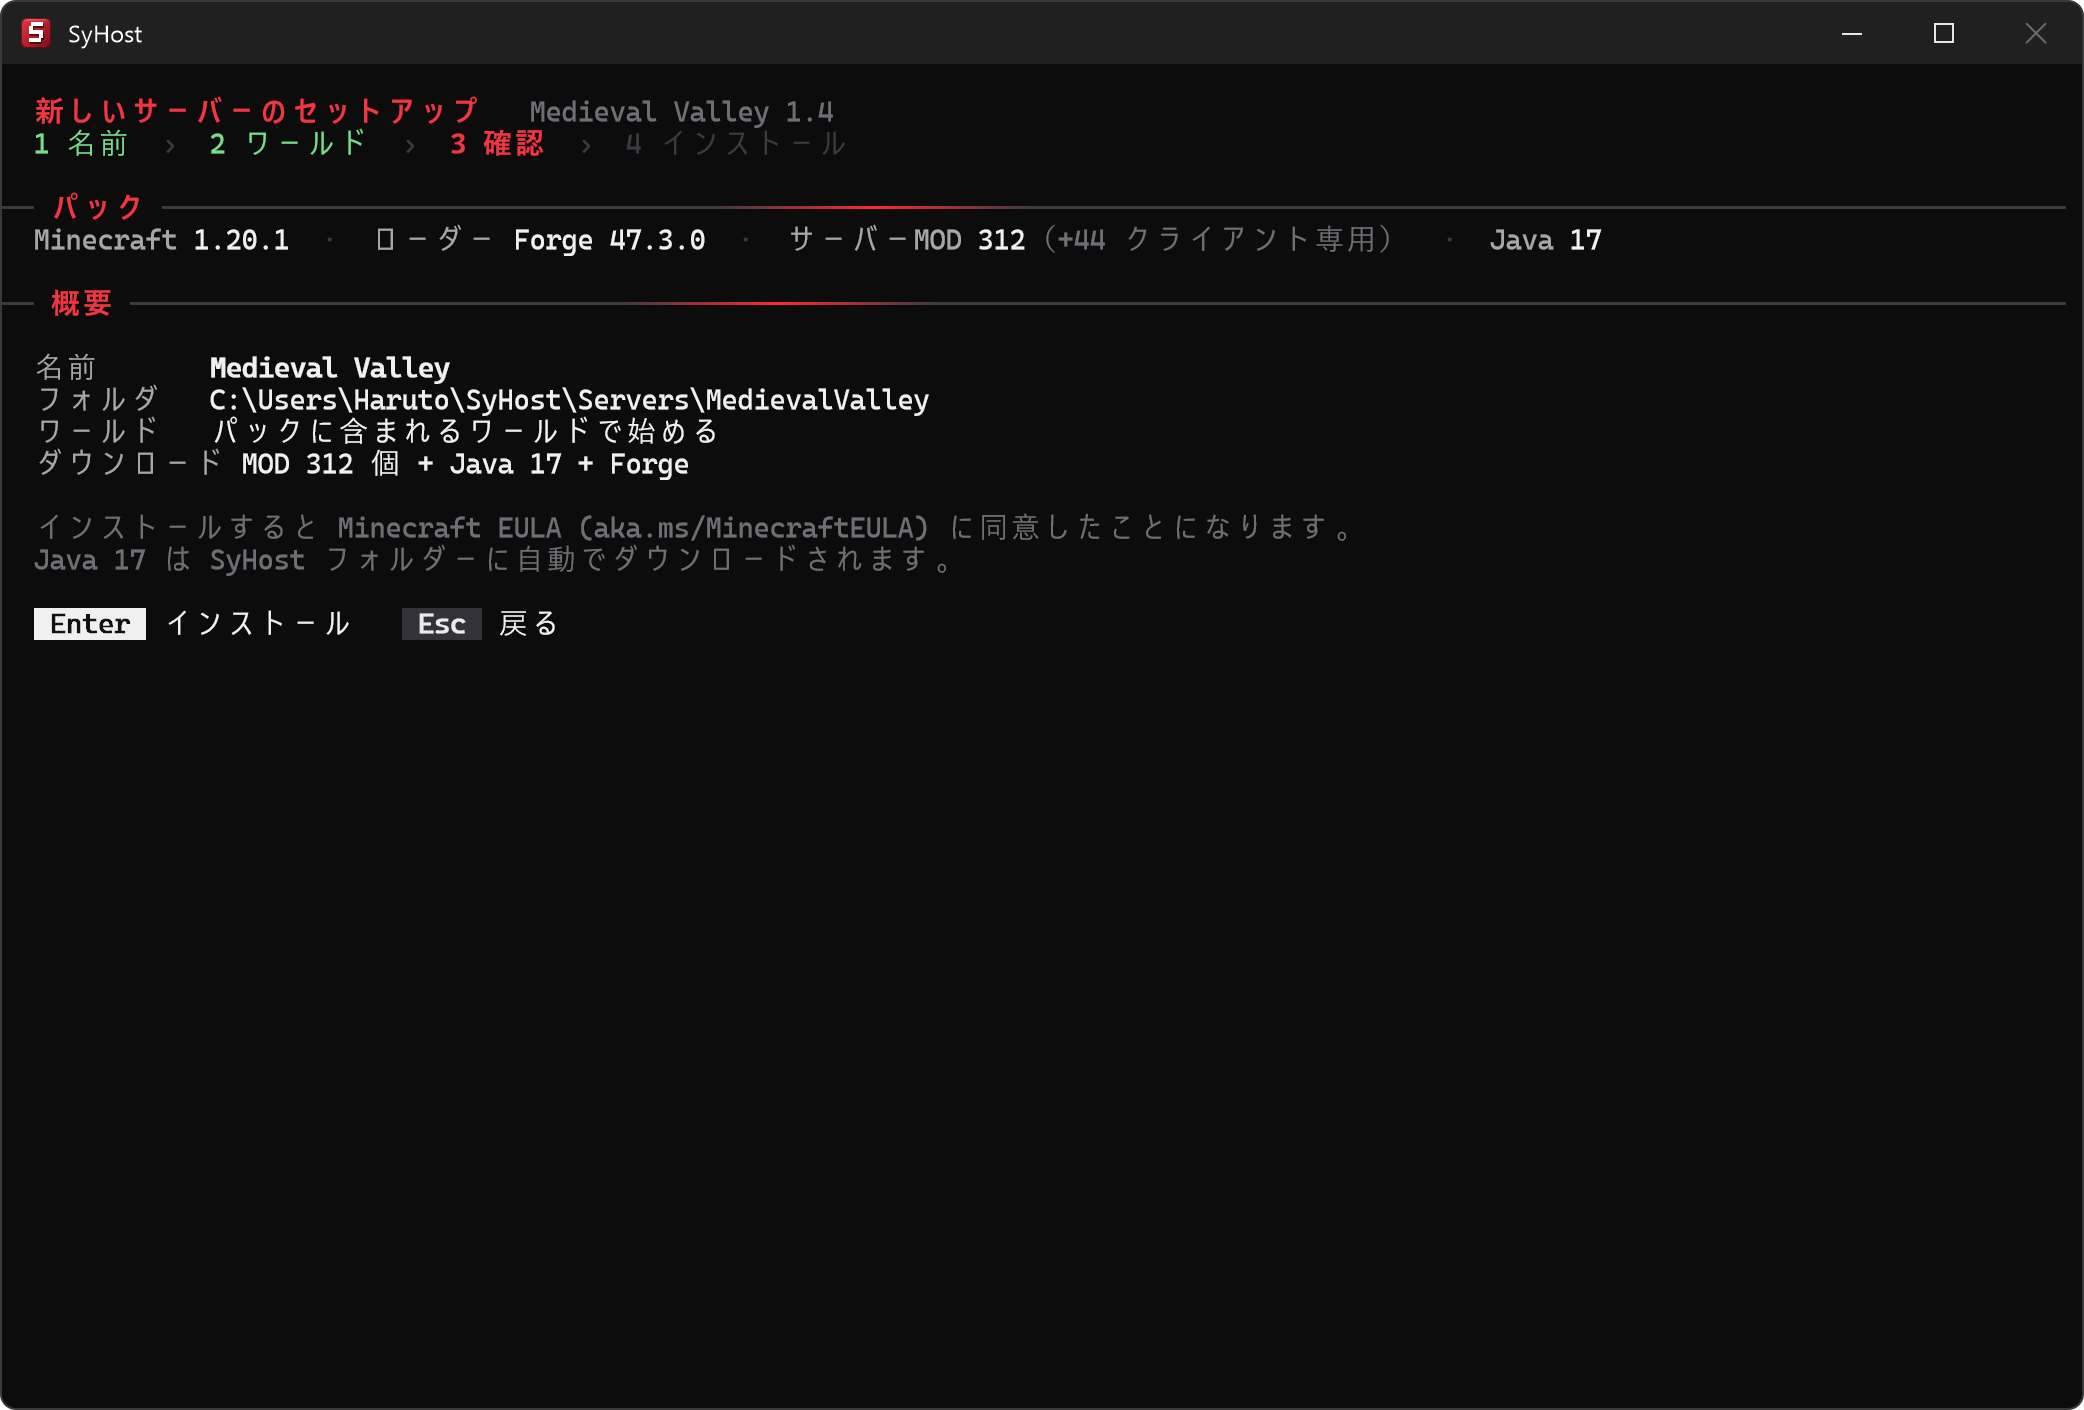 SyHost
新しいサーバーのセットアップ Medieval Valley 1.4
1 名前 › 2 ワールド › 3 確認 › 4 インストール
パック
Minecraft 1.20.1 · ローダー Forge 47.3.0 · サーバーMOD 312（+44 クライアント専用） · Java 17
概要
名前 Medieval Valley
フォルダ C:\Users\Haruto\SyHost\Servers\MedievalValley
ワールド パックに含まれるワールドで始める
ダウンロード MOD 312 個 + Java 17 + Forge
インストールすると Minecraft EULA (aka.ms/MinecraftEULA) に同意したことになります。
Java 17 は SyHost フォルダーに自動でダウンロードされます。
Enter インストール Esc 戻る